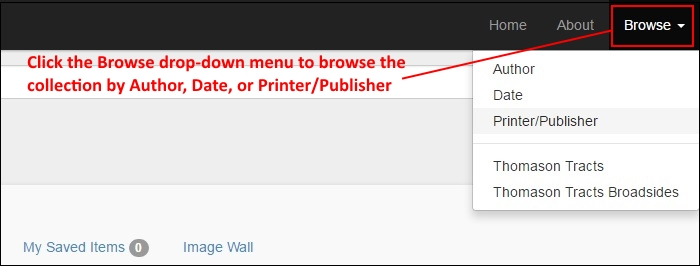 Home About Browse
Click the Browse drop-down menu to browse the
collection by Author, Date, or Printer/Publisher
Author
Date
Printer/Publisher
Thomason Tracts
Thomason Tracts Broadsides
My Saved Items 0 Image Wall